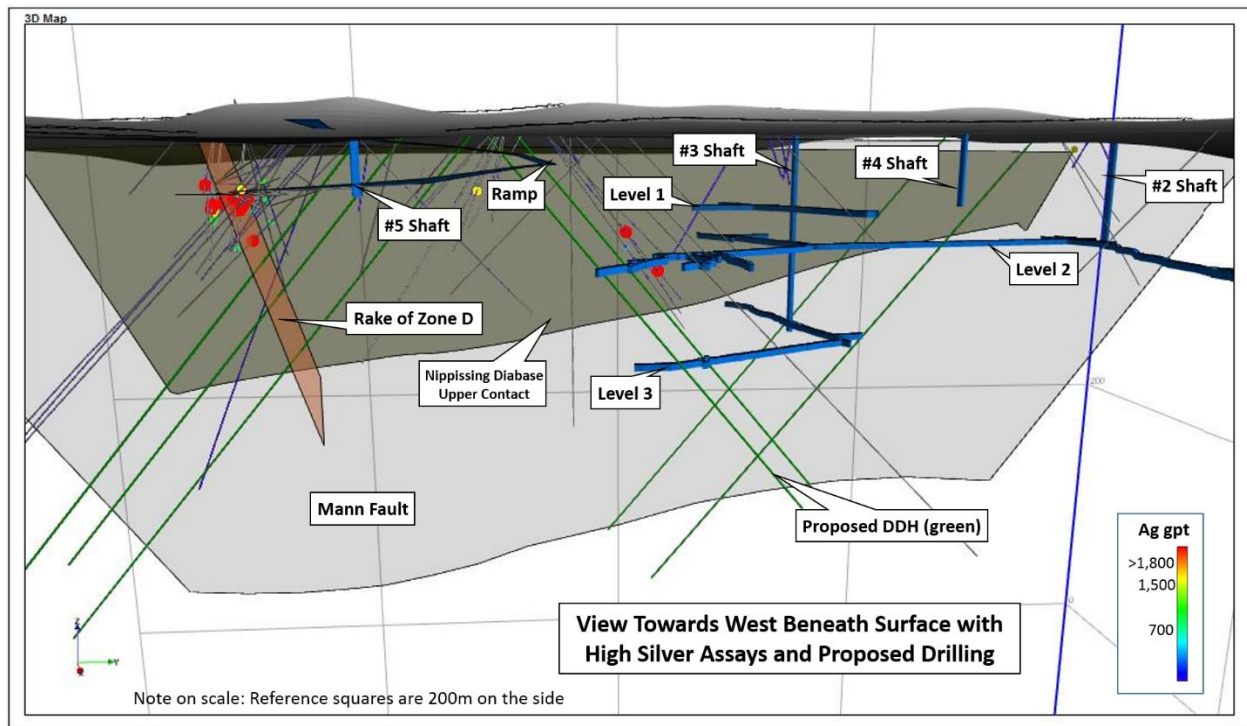 3D Map
#3 Shaft
#4 Shaft
#2 Shaft
Level 1
Ramp
#5 Shaft
Level 2
Rake of Zone D
Nippissing Diabase
Upper Contact
Level 3
200
Mann Fault
Proposed DDH (green)
Ag gpt
>1,800
1,500
700
0
View Towards West Beneath Surface with
High Silver Assays and Proposed Drilling
Z
Y
Note on scale: Reference squares are 200m on the side